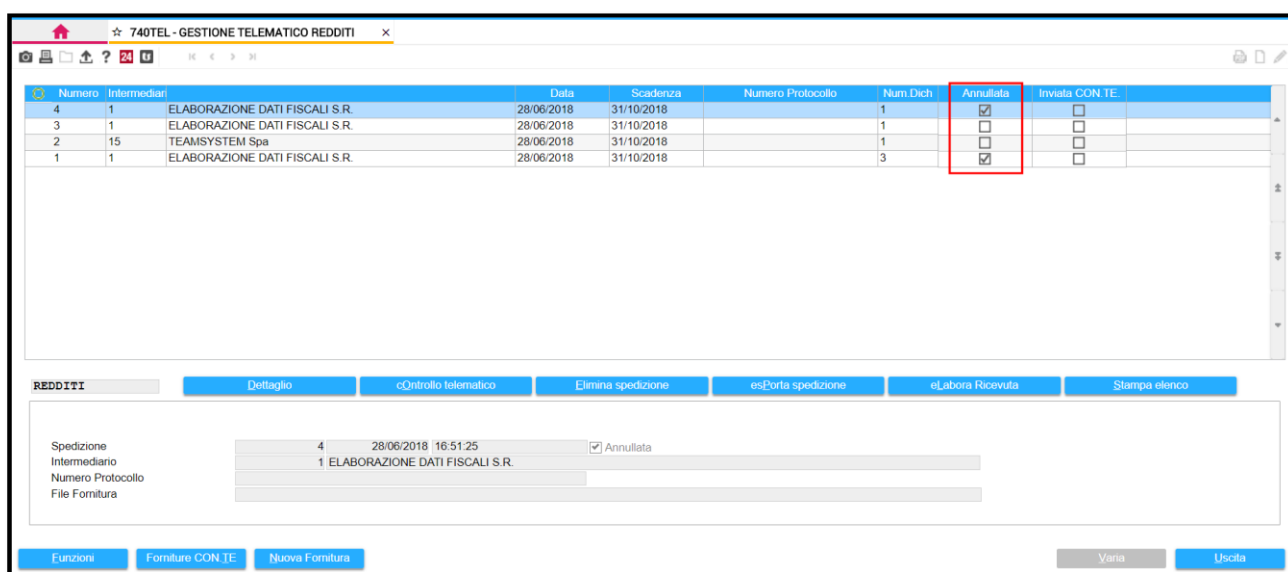 ☆ 740TEL - GESTIONE TELEMATICO REDDITI ×
? 24
Numero Intermediari Data Scadenza Numero Protocollo Num.Dich Annullata Inviata CON.TE.
4 1 ELABORAZIONE DATI FISCALI S.R. 28/06/2018 31/10/2018 1
3 1 ELABORAZIONE DATI FISCALI S.R. 28/06/2018 31/10/2018 1
2 15 TEAMSYSTEM Spa 28/06/2018 31/10/2018 1
1 1 ELABORAZIONE DATI FISCALI S.R. 28/06/2018 31/10/2018 3
REDDITI Dettaglio cOntrollo telematico Elimina spedizione esPorta spedizione eLabora Ricevuta Stampa elenco
Spedizione 4 28/06/2018 16:51:25 Annullata
Intermediario 1 ELABORAZIONE DATI FISCALI S.R.
Numero Protocollo
File Fornitura
Funzioni Forniture CON.TE Nuova Fornitura Varia Uscita